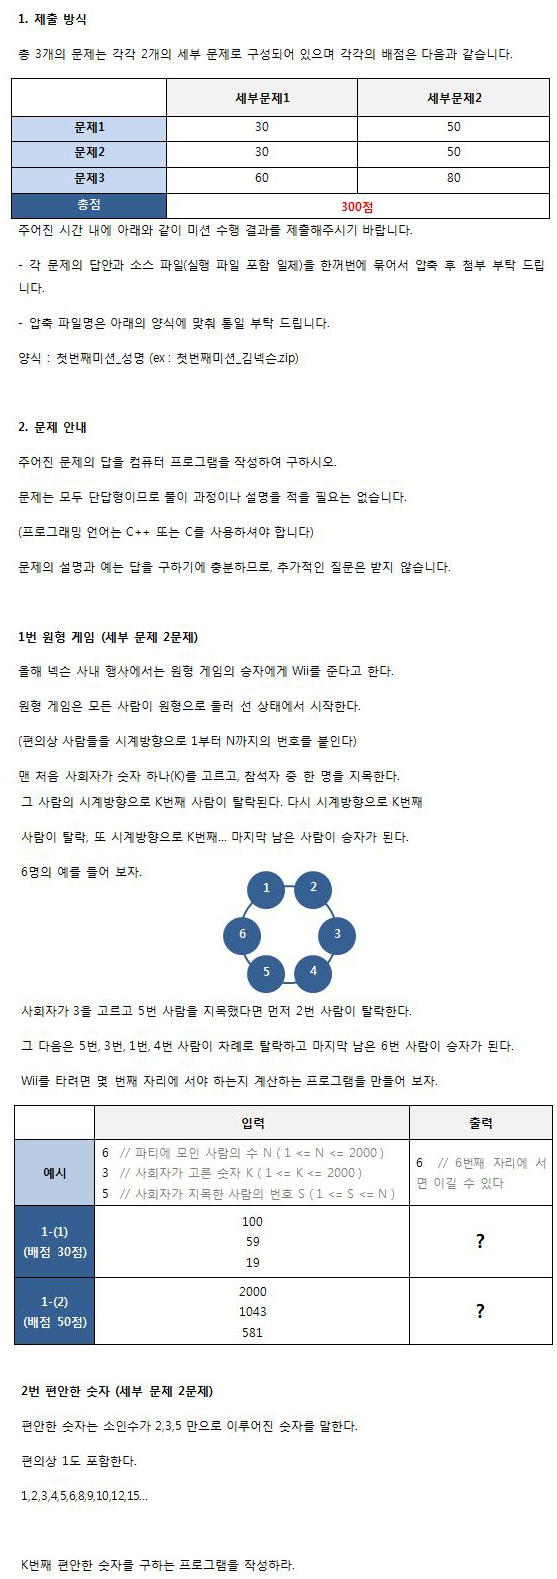 1. 제출 방식
총 3개의 문제는 각각 2개의 세부 문제로 구성되어 있으며 각각의 배점은 다음과 같습니다.
세부문제1 세부문제2
문제1 30 50
문제2 30 50
문제3 60 80
총점 300점
주어진 시간 내에 아래와 같이 미션 수행 결과를 제출해주시기 바랍니다.
- 각 문제의 답안과 소스 파일(실행 파일 포함 일체)을 한꺼번에 묶어서 압축 후 첨부 부탁 드립
니다.
- 압축 파일명은 아래의 양식에 맞춰 통일 부탁 드립니다.
양식 : 첫번째미션_성명 (ex : 첫번째미션_김넥슨.zip)
2. 문제 안내
주어진 문제의 답을 컴퓨터 프로그램을 작성하여 구하시오.
문제는 모두 단답형이므로 풀이 과정이나 설명을 적을 필요는 없습니다.
(프로그래밍 언어는 C++ 또는 C를 사용하셔야 합니다)
문제의 설명과 예는 답을 구하기에 충분하므로, 추가적인 질문은 받지 않습니다.
1번 원형 게임 (세부 문제 2문제)
올해 넥슨 사내 행사에서는 원형 게임의 승자에게 Wii를 준다고 한다.
원형 게임은 모든 사람이 원형으로 둘러 선 상태에서 시작한다.
(편의상 사람들을 시계방향으로 1부터 N까지의 번호를 붙인다)
맨 처음 사회자가 숫자 하나(K)를 고르고, 참석자 중 한 명을 지목한다.
그 사람의 시계방향으로 K번째 사람이 탈락된다. 다시 시계방향으로 K번째
사람이 탈락, 또 시계방향으로 K번째... 마지막 남은 사람이 승자가 된다.
6명의 예를 들어 보자.
1 2
6 3
5 4
사회자가 3을 고르고 5번 사람을 지목했다면 먼저 2번 사람이 탈락한다.
그 다음은 5번, 3번, 1번, 4번 사람이 차례로 탈락하고 마지막 남은 6번 사람이 승자가 된다.
Wii를 타려면 몇 번째 자리에 서야 하는지 계산하는 프로그램을 만들어 보자.
입력 출력
예시
6 // 파티에 모인 사람의 수 N ( 1 <= N <= 2000 )
3 // 사회자가 고른 숫자 K ( 1 <= K <= 2000 )
5 // 사회자가 지목한 사람의 번호 S ( 1 <= S <= N )
6 // 6번째 자리에 서
면 이길 수 있다
1-(1)
(배점 30점)
100
59
19
?
1-(2)
(배점 50점)
2000
1043
581
?
2번 편안한 숫자 (세부 문제 2문제)
편안한 숫자는 소인수가 2,3,5 만으로 이루어진 숫자를 말한다.
편의상 1도 포함한다.
1,2,3,4,5,6,8,9,10,12,15...
K번째 편안한 숫자를 구하는 프로그램을 작성하라.